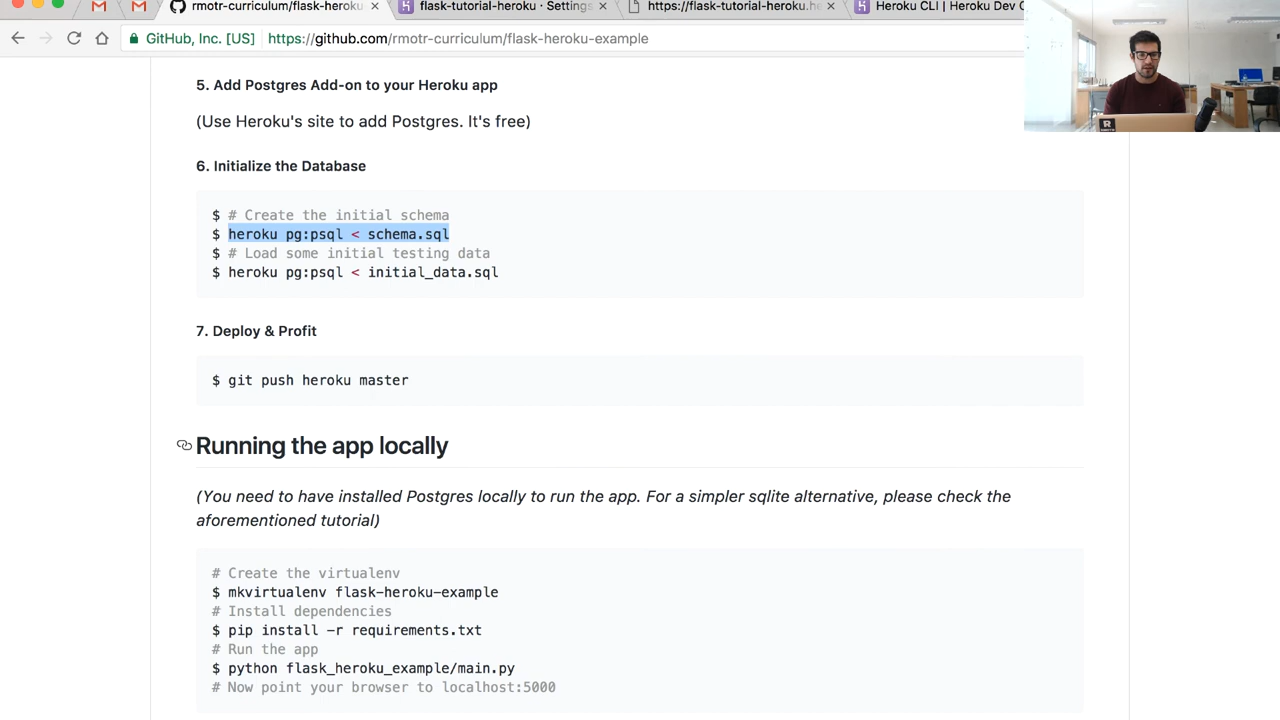 rmotr-curriculum/flask-heroku
flask-tutorial-heroku · Settings
https://flask-tutorial-heroku.he
Heroku CLI | Heroku Dev C
GitHub, Inc. [US]
https://github.com/rmotr-curriculum/flask-heroku-example
5. Add Postgres Add-on to your Heroku app
(Use Heroku's site to add Postgres. It's free)
6. Initialize the Database
$ # Create the initial schema
$ heroku pg:psql < schema.sql
$ # Load some initial testing data
$ heroku pg:psql < initial_data.sql
7. Deploy & Profit
$ git push heroku master
Running the app locally
(You need to have installed Postgres locally to run the app. For a simpler sqlite alternative, please check the
aforementioned tutorial)
# Create the virtualenv
$ mkvirtualenv flask-heroku-example
# Install dependencies
$ pip install -r requirements.txt
# Run the app
$ python flask_heroku_example/main.py
# Now point your browser to localhost:5000